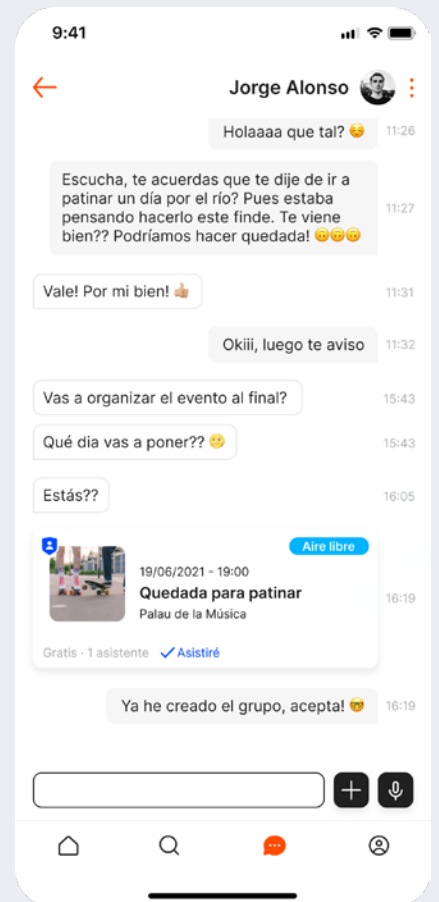 9:41
Jorge Alonso
Holaaaa que tal? ☺️ 11:26
Escucha, te acuerdas que te dije de ir a
patinar un día por el río? Pues estaba
pensando hacerlo este finde. Te viene 11:27
bien?? Podríamos hacer quedada! 🙃🙃🙃
Vale! Por mi bien! 👍🏼 11:31
Okiii, luego te aviso 11:32
Vas a organizar el evento al final? 15:43
Qué dia vas a poner?? 😬 15:43
Estás?? 16:05
Aire libre
19/06/2021 - 19:00
Quedada para patinar 16:19
Palau de la Música
Gratis · 1 asistente ✓ Asistiré
Ya he creado el grupo, acepta! 🤓 16:19